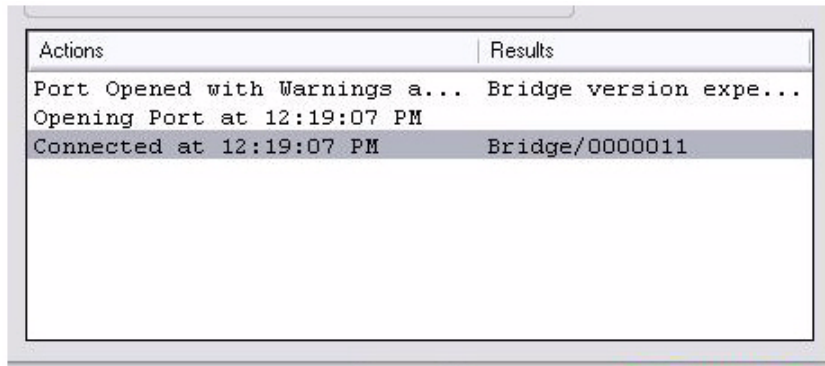 Actions Results
Port Opened with Warnings a... Bridge version expe...
Opening Port at 12:19:07 PM
Connected at 12:19:07 PM Bridge/0000011